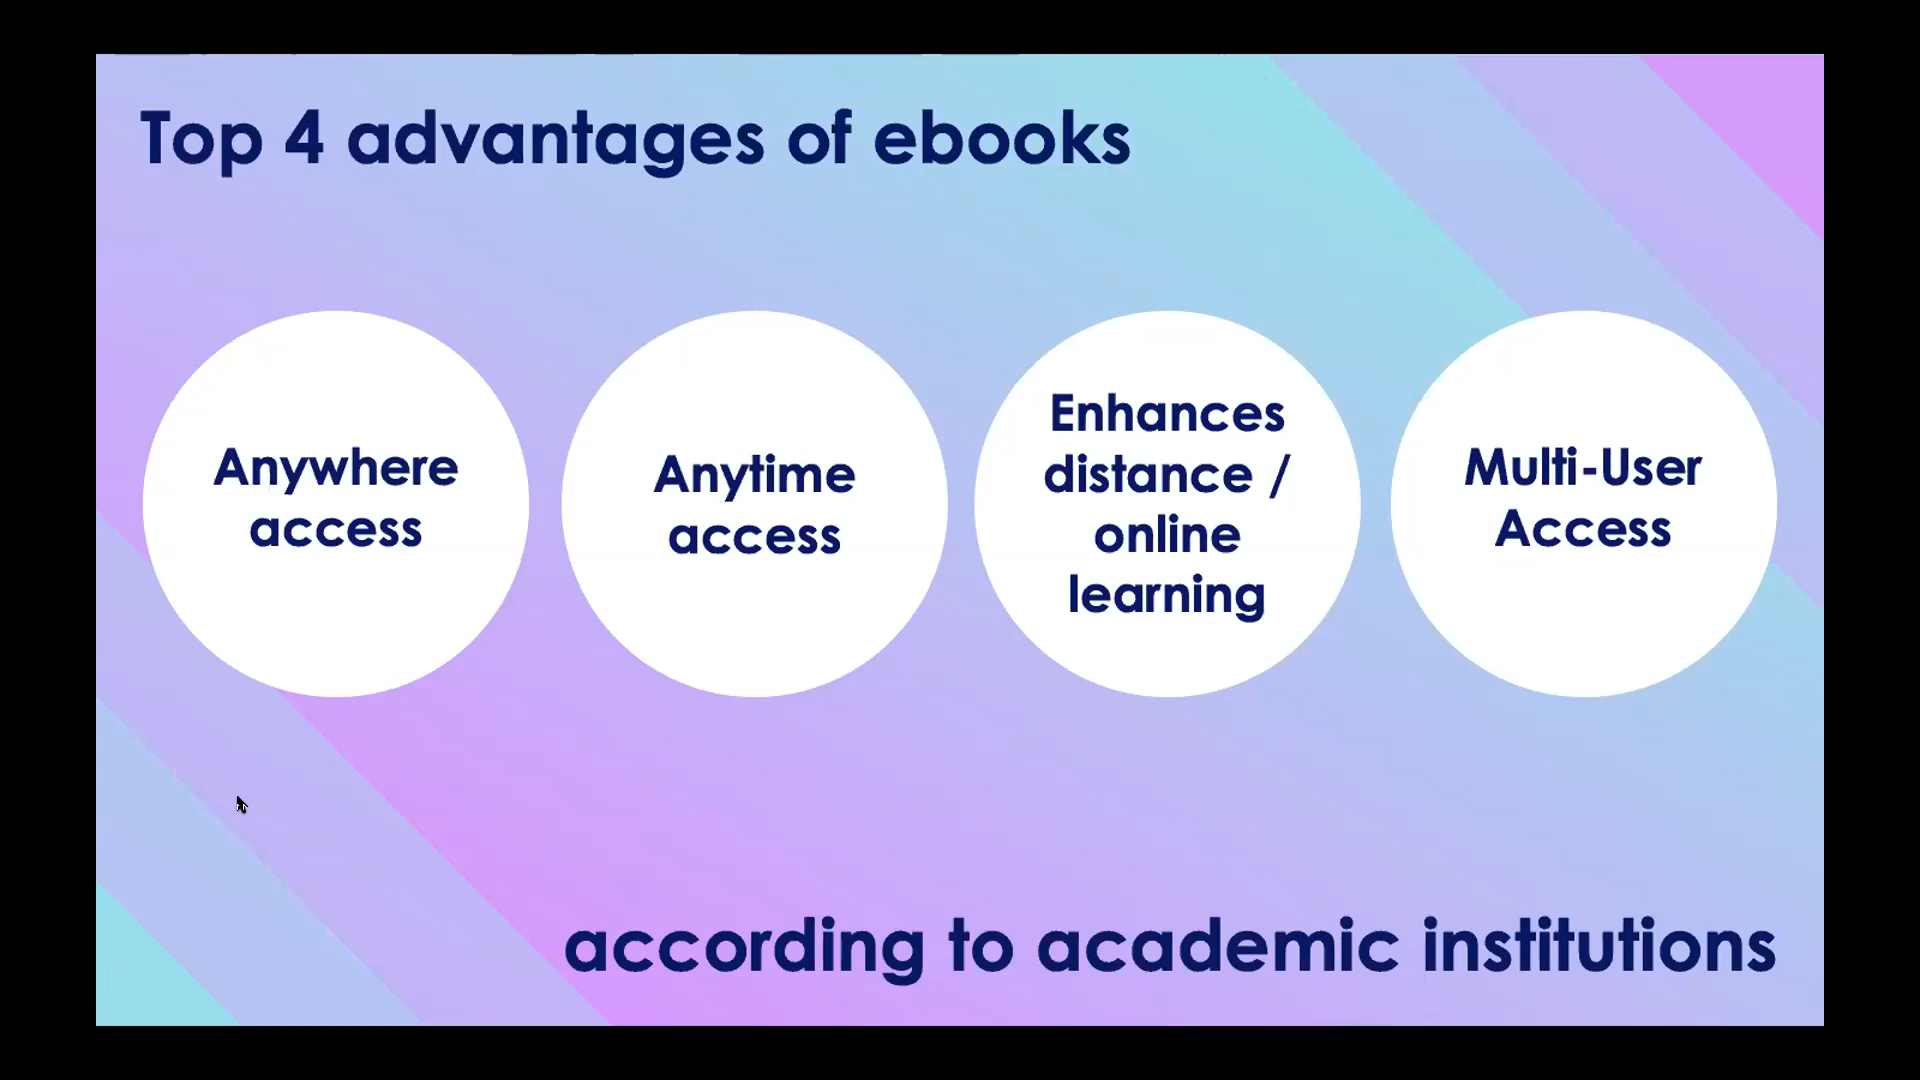 Top 4 advantages of ebooks
Anywhere
access
Anytime
access
Enhances
distance /
online
learning
Multi-User
Access
according to academic institutions